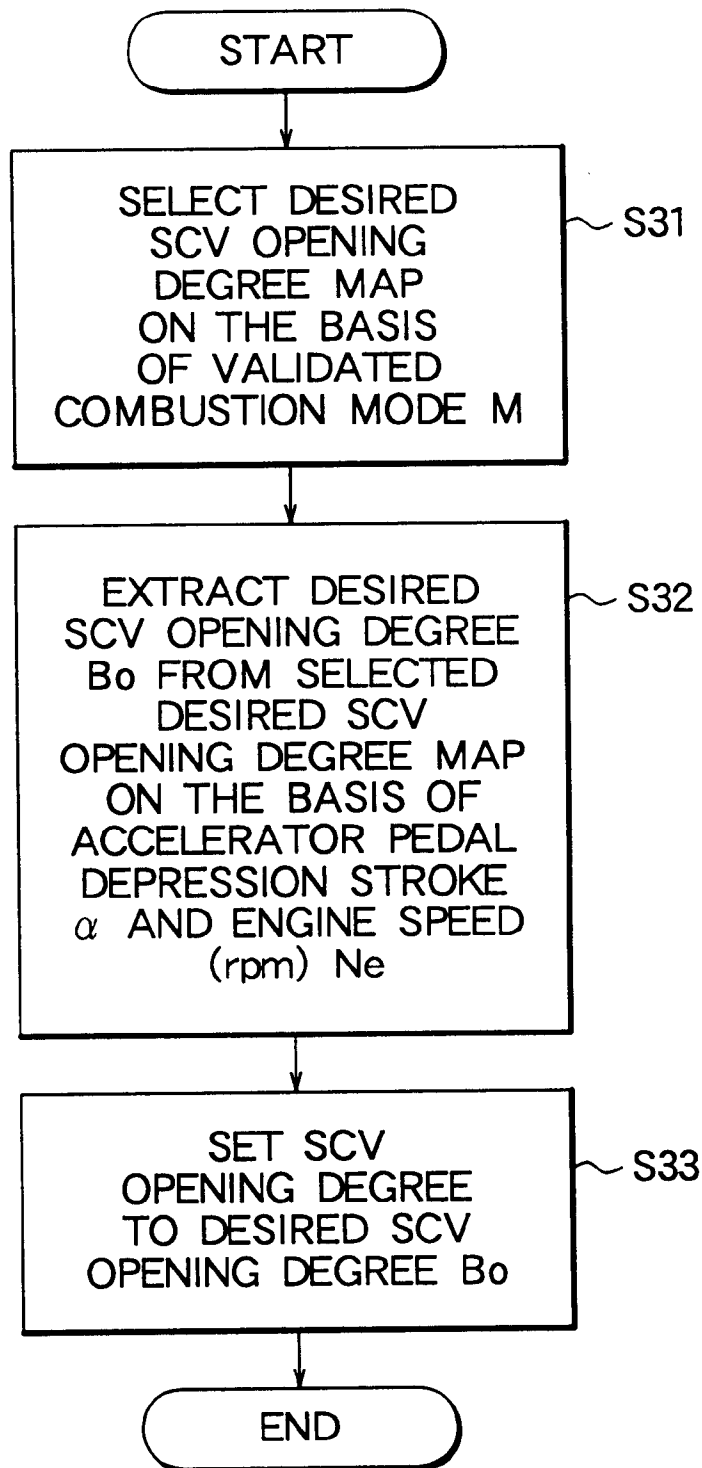 START
SELECT DESIRED
SCV OPENING
DEGREE MAP
ON THE BASIS
OF VALIDATED
COMBUSTION MODE M
S31
EXTRACT DESIRED
SCV OPENING DEGREE
Bo FROM SELECTED
DESIRED SCV
OPENING DEGREE MAP
ON THE BASIS OF
ACCELERATOR PEDAL
DEPRESSION STROKE
α AND ENGINE SPEED
(rpm) Ne
S32
SET SCV
OPENING DEGREE
TO DESIRED SCV
OPENING DEGREE Bo
S33
END